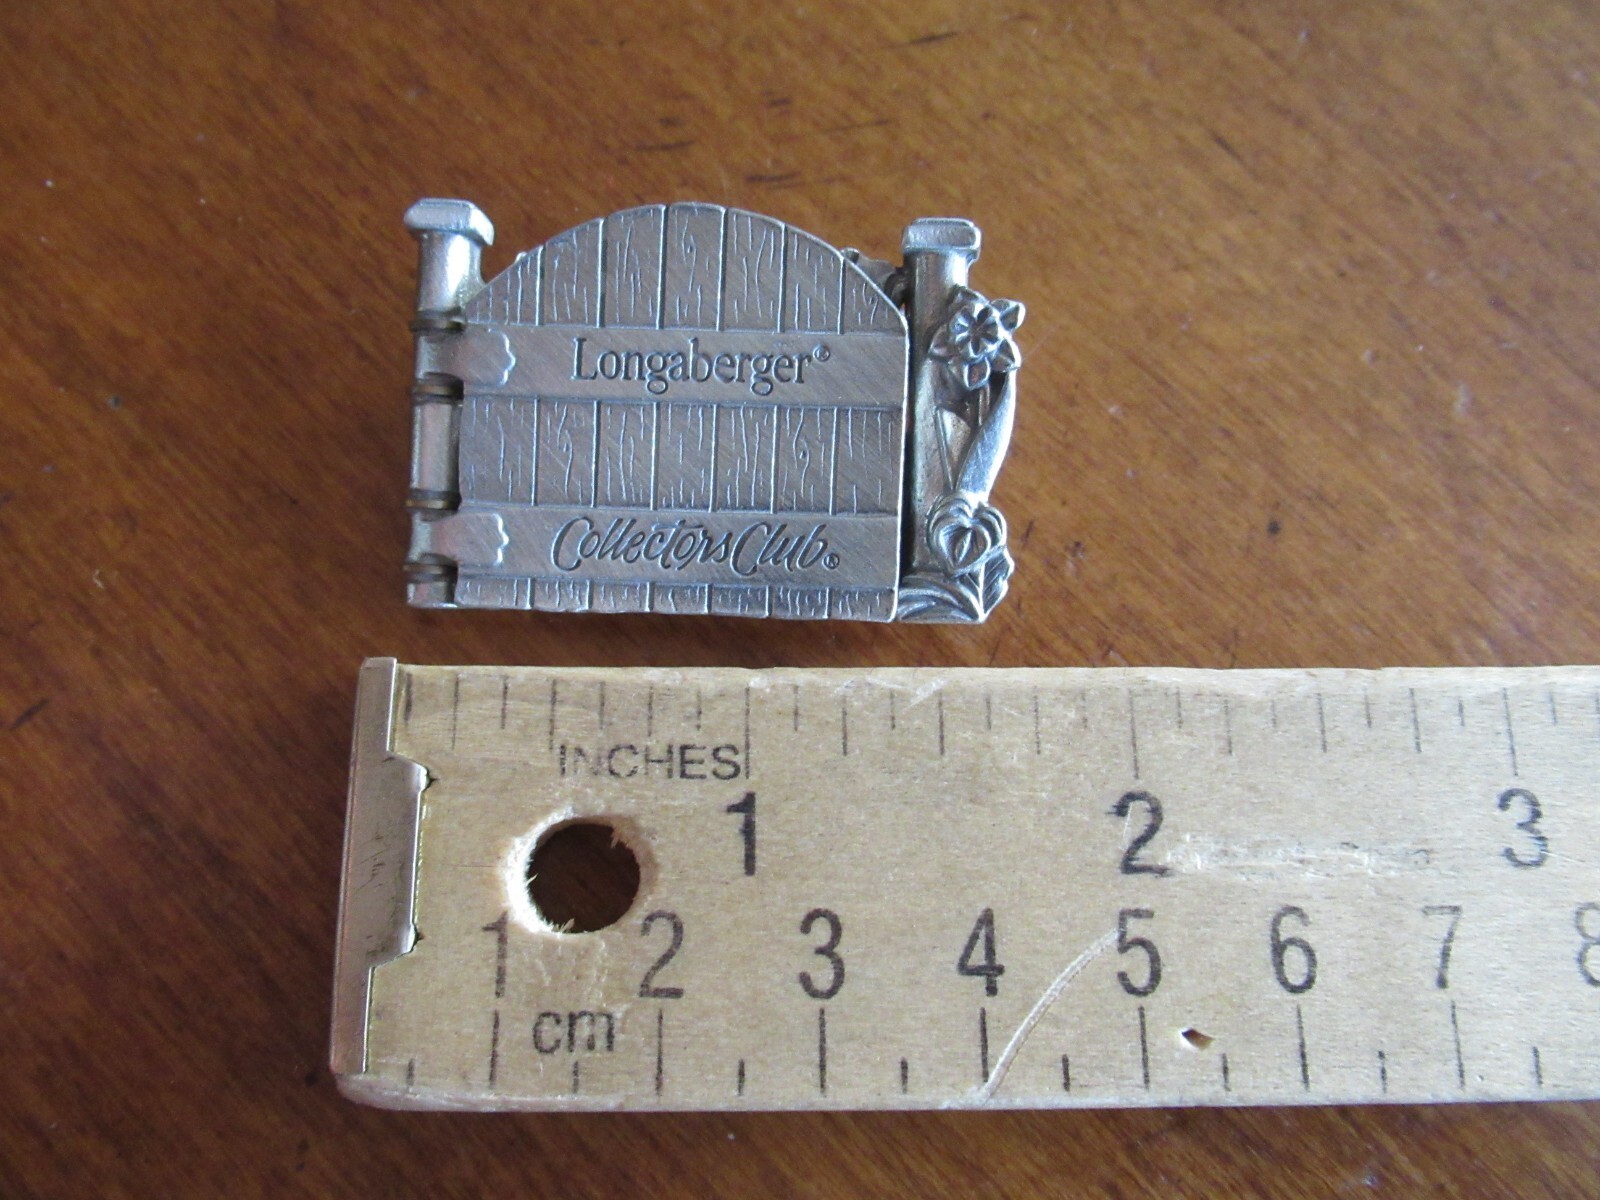 Longaberger®
Collectors Club®
INCHES
1 2 3
1 2 3 4 5 6 7 8
cm